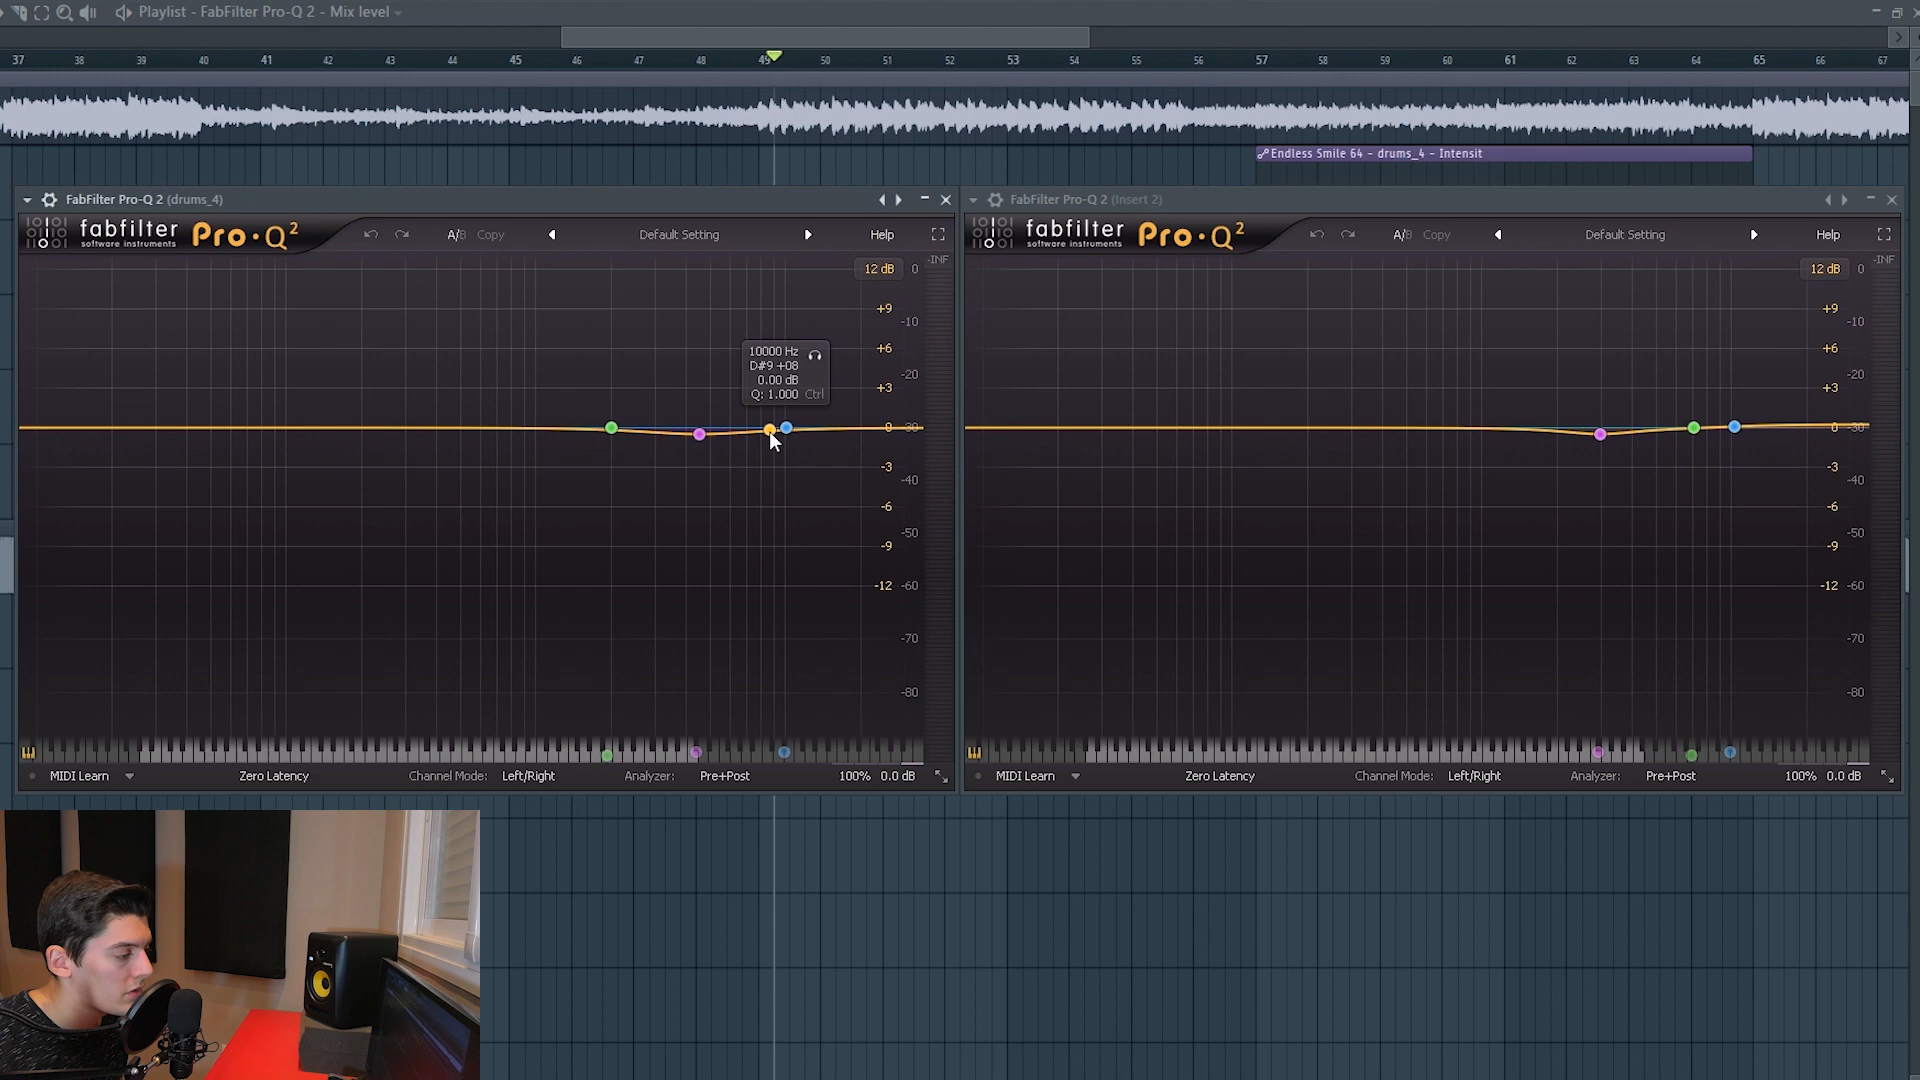 Playlist - FabFilter Pro-Q 2 - Mix level
37 38 39 40 41 42 43 44 45 46 47 48 49 50 51 52 53 54 55 56 57 58 59 60 61 62 63 64 65 66 67
Endless Smile 64 - drums_4 - Intensit
FabFilter Pro-Q 2 (drums_4)
fabfilter
software instruments
Pro·Q²
A/B Copy
Default Setting
Help
12 dB 0 -INF
+9
-10
+6
-20
+3
0 -30
-3
-40
-6
-50
-9
-12 -60
-70
-80
10000 Hz
D#9 +08
0.00 dB
Q: 1.000 Ctrl
MIDI Learn Zero Latency Channel Mode: Left/Right Analyzer: Pre+Post 100% 0.0 dB
FabFilter Pro-Q 2 (Insert 2)
fabfilter
software instruments
Pro·Q²
A/B Copy
Default Setting
Help
12 dB 0 -INF
+9
-10
+6
-20
+3
0 -30
-3
-40
-6
-50
-9
-12 -60
-70
-80
MIDI Learn Zero Latency Channel Mode: Left/Right Analyzer: Pre+Post 100% 0.0 dB